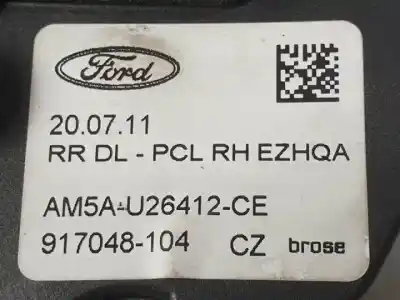 Ford
20.07.11
RR DL - PCL RH EZHQA
AM5A-U26412-CE
917048-104 CZ brose